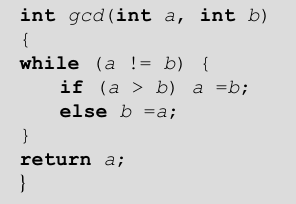 int gcd(int a, int b)
{
while (a != b) {
if (a > b) a =b;
else b =a;
}
return a;
}